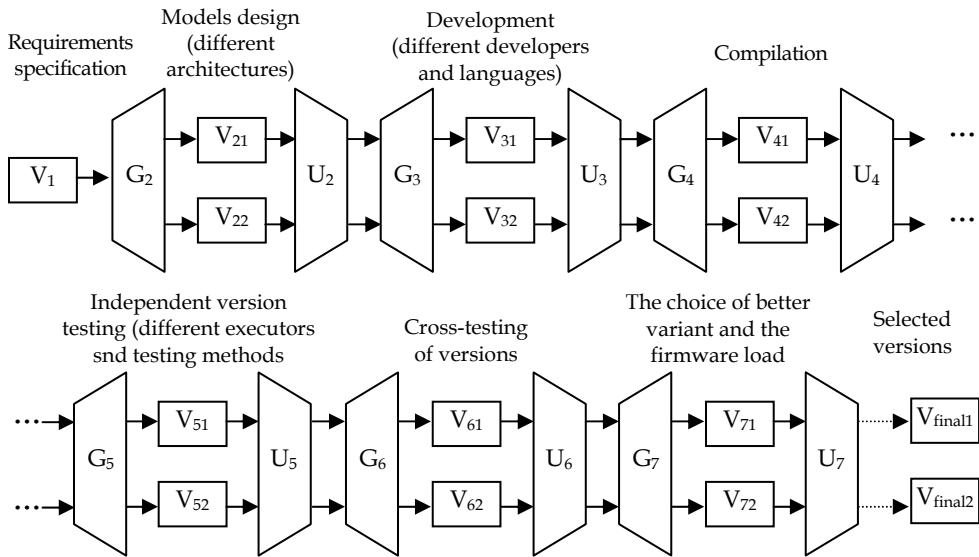 Requirements
specification
Models design
(different
architectures)
Development
(different developers
and languages)
Compilation
V1
G2
V21
V22
U2
G3
V31
V32
U3
G4
V41
V42
U4
...
...
Independent version
testing (different executors
snd testing methods
Cross-testing
of versions
The choice of better
variant and the
firmware load
Selected
versions
...
...
G5
V51
V52
U5
G6
V61
V62
U6
G7
V71
V72
U7
Vfinal1
Vfinal2